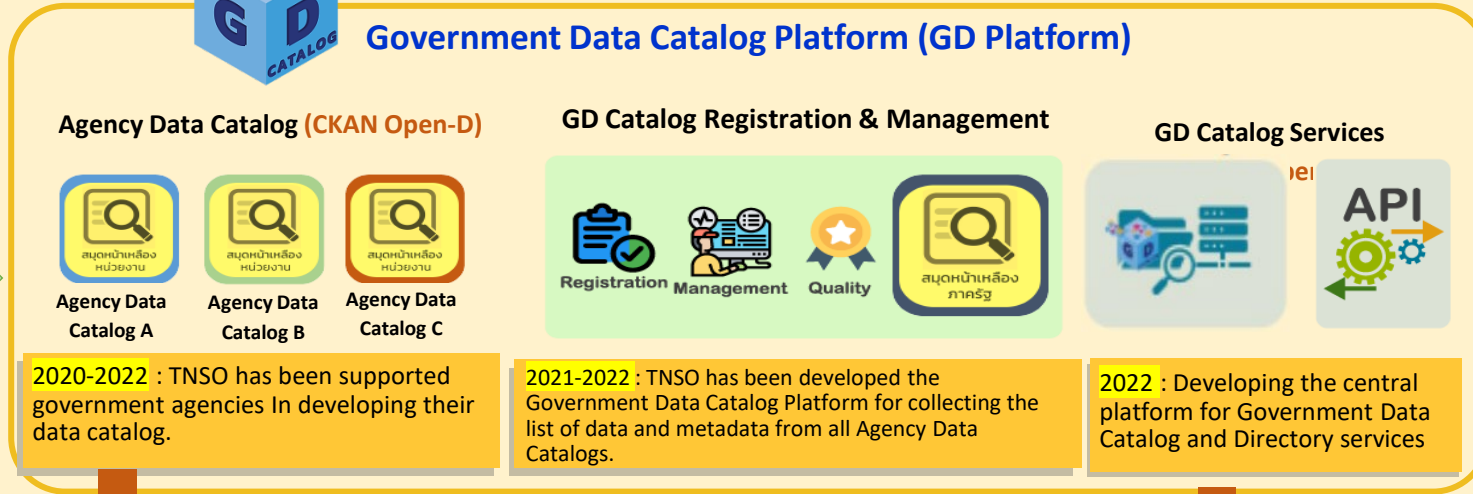 GD
CATALOG
Government Data Catalog Platform (GD Platform)
Agency Data Catalog (CKAN Open-D)
สมุดหน้าเหลือง
หน่วยงาน
สมุดหน้าเหลือง
หน่วยงาน
สมุดหน้าเหลือง
หน่วยงาน
Agency Data
Catalog A
Agency Data
Catalog B
Agency Data
Catalog C
2020-2022 : TNSO has been supported
government agencies In developing their
data catalog.
GD Catalog Registration & Management
Registration
Management
Quality
สมุดหน้าเหลือง
ภาครัฐ
2021-2022 : TNSO has been developed the
Government Data Catalog Platform for collecting the
list of data and metadata from all Agency Data
Catalogs.
GD Catalog Services
API
2022 : Developing the central
platform for Government Data
Catalog and Directory services